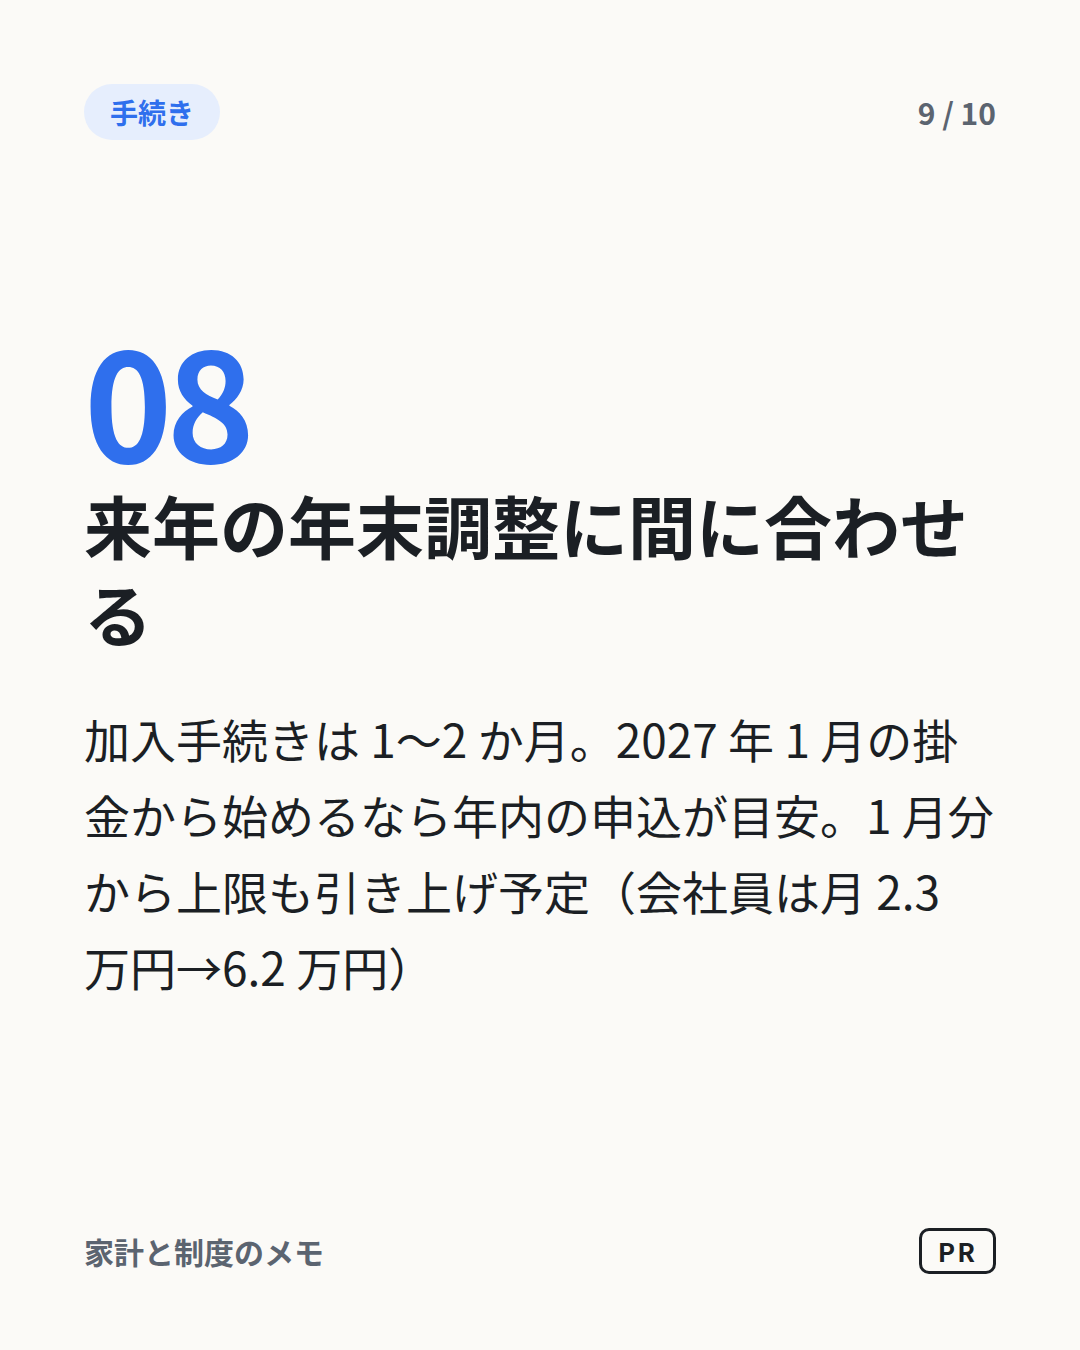 手続き
9 / 10
08
来年の年末調整に間に合わせ
る
加入手続きは 1〜2 か月。2027 年 1 月の掛
金から始めるなら年内の申込が目安。1 月分
から上限も引き上げ予定（会社員は月 2.3
万円→6.2 万円）
家計と制度のメモ
PR